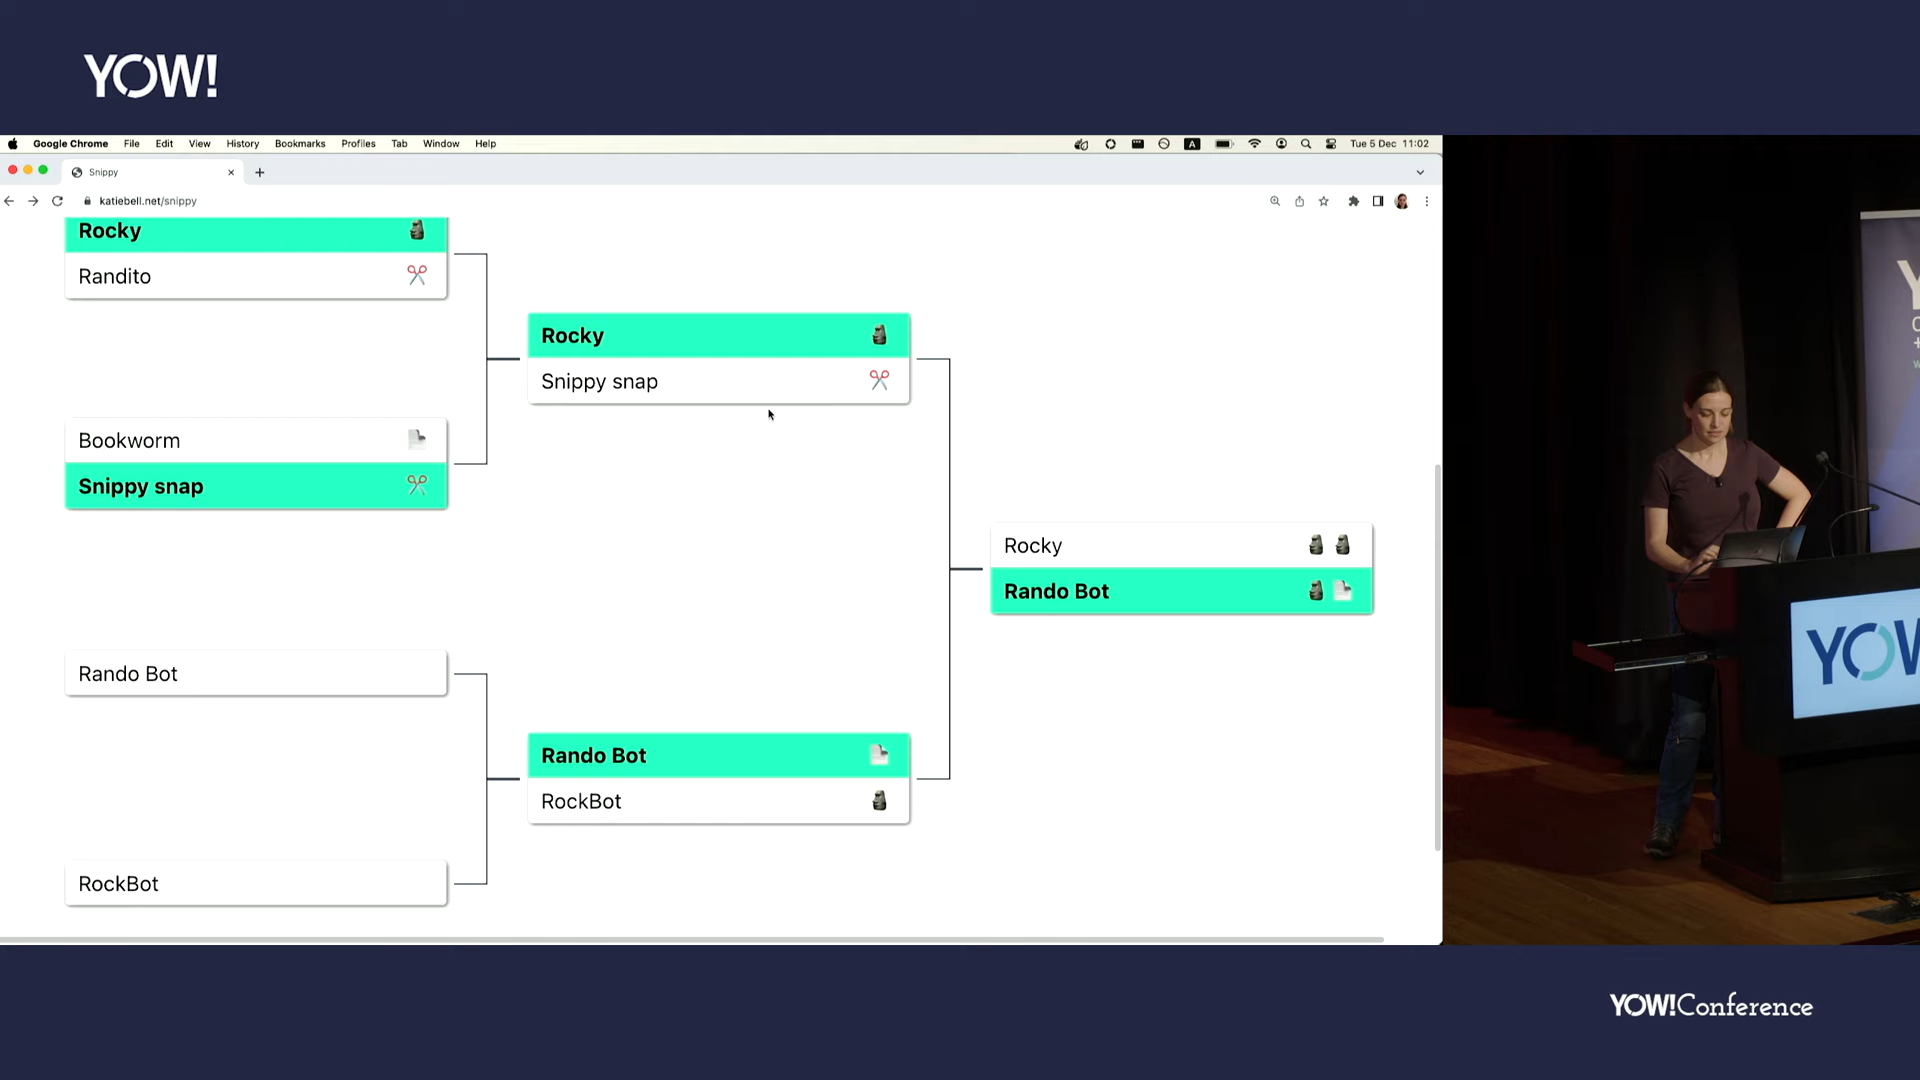 YOW!
Google Chrome File Edit View History Bookmarks Profiles Tab Window Help
A Tue 5 Dec 11:02
Snippy
katiebell.net/snippy
Rocky
Randito
Rocky
Snippy snap
Bookworm
Snippy snap
Rocky
Rando Bot
Rando Bot
Rando Bot
RockBot
RockBot
YOW
YOW!Conference